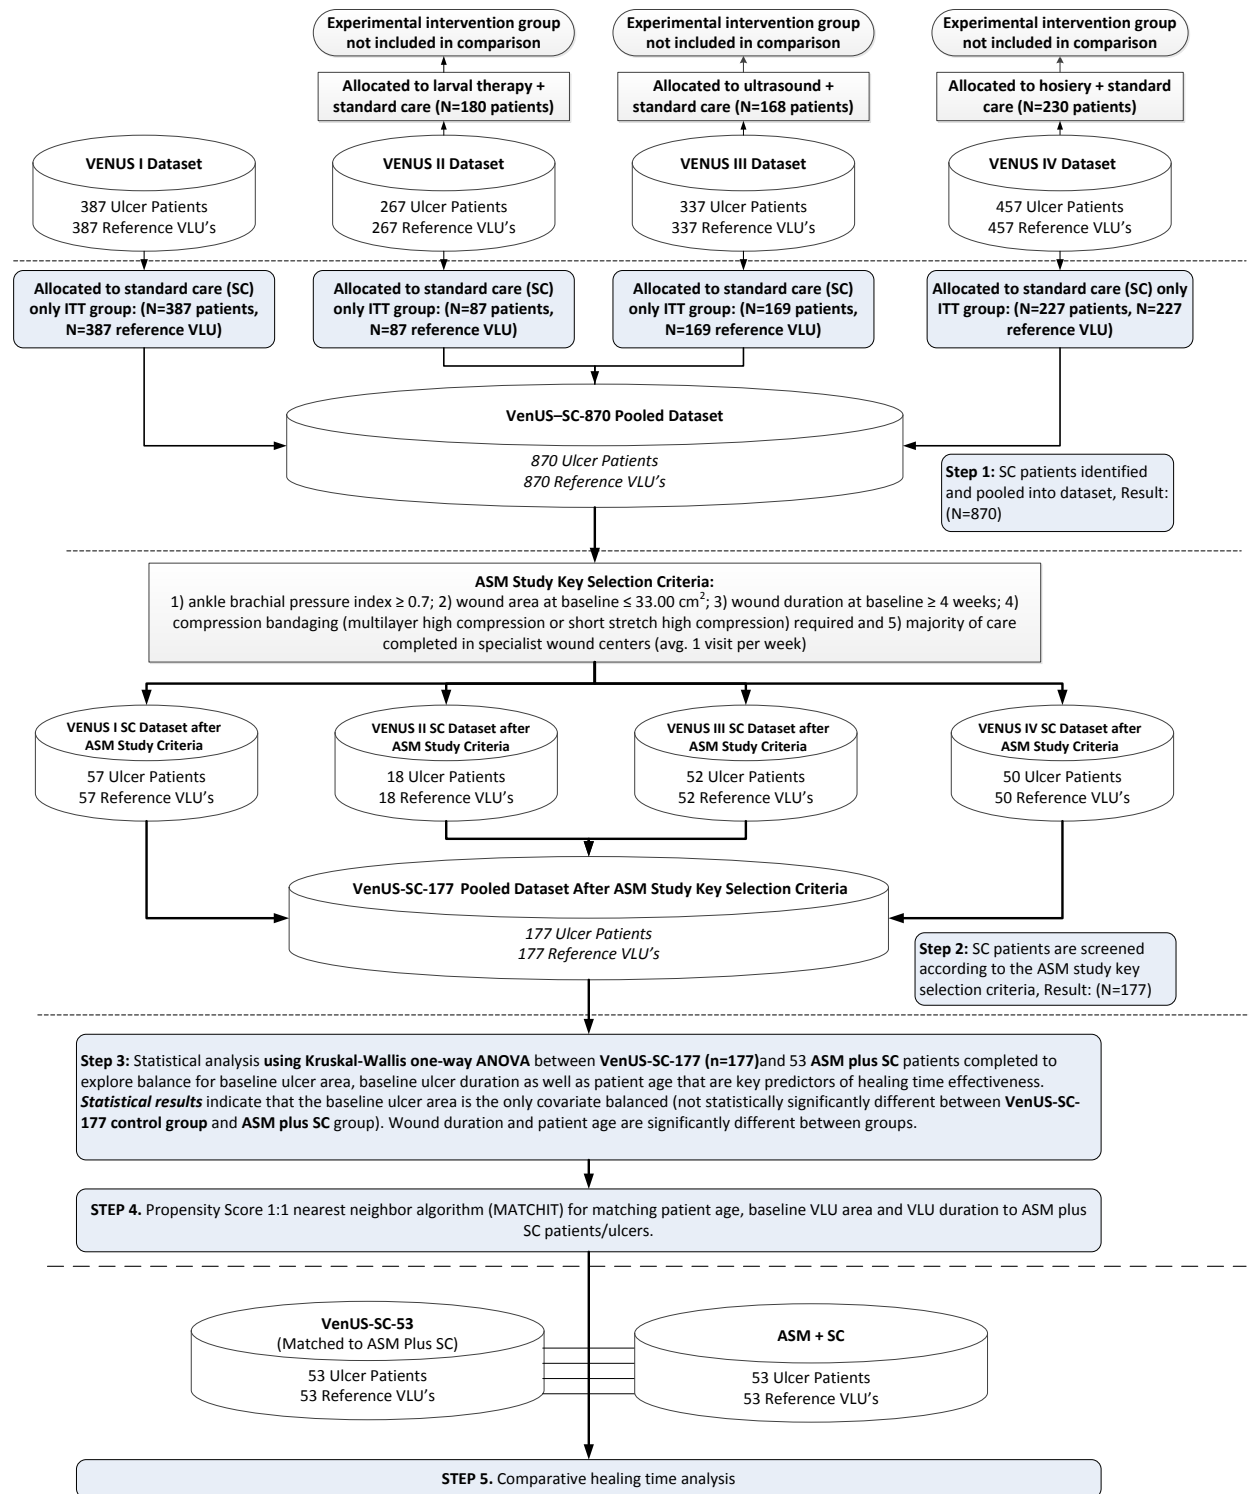 Experimental intervention group
not included in comparison
Experimental intervention group
not included in comparison
Experimental intervention group
not included in comparison
Allocated to larval therapy +
standard care (N=180 patients)
Allocated to ultrasound +
standard care (N=168 patients)
Allocated to hosiery + standard
care (N=230 patients)
VENUS I Dataset
387 Ulcer Patients
387 Reference VLU's
VENUS II Dataset
267 Ulcer Patients
267 Reference VLU's
VENUS III Dataset
337 Ulcer Patients
337 Reference VLU's
VENUS IV Dataset
457 Ulcer Patients
457 Reference VLU's
Allocated to standard care (SC)
only ITT group: (N=387 patients,
N=387 reference VLU)
Allocated to standard care (SC)
only ITT group: (N=87 patients,
N=87 reference VLU)
Allocated to standard care (SC)
only ITT group: (N=169 patients,
N=169 reference VLU)
Allocated to standard care (SC) only
ITT group: (N=227 patients, N=227
reference VLU)
VenUS–SC-870 Pooled Dataset
870 Ulcer Patients
870 Reference VLU's
Step 1: SC patients identified
and pooled into dataset, Result:
(N=870)
ASM Study Key Selection Criteria:
1) ankle brachial pressure index ≥ 0.7; 2) wound area at baseline ≤ 33.00 cm²; 3) wound duration at baseline ≥ 4 weeks; 4)
compression bandaging (multilayer high compression or short stretch high compression) required and 5) majority of care
completed in specialist wound centers (avg. 1 visit per week)
VENUS I SC Dataset after
ASM Study Criteria
57 Ulcer Patients
57 Reference VLU's
VENUS II SC Dataset after
ASM Study Criteria
18 Ulcer Patients
18 Reference VLU's
VENUS III SC Dataset after
ASM Study Criteria
52 Ulcer Patients
52 Reference VLU's
VENUS IV SC Dataset after
ASM Study Criteria
50 Ulcer Patients
50 Reference VLU's
VenUS-SC-177 Pooled Dataset After ASM Study Key Selection Criteria
177 Ulcer Patients
177 Reference VLU's
Step 2: SC patients are screened
according to the ASM study key
selection criteria, Result: (N=177)
Step 3: Statistical analysis using Kruskal-Wallis one-way ANOVA between VenUS-SC-177 (n=177)and 53 ASM plus SC patients completed to
explore balance for baseline ulcer area, baseline ulcer duration as well as patient age that are key predictors of healing time effectiveness.
Statistical results indicate that the baseline ulcer area is the only covariate balanced (not statistically significantly different between VenUS-SC-
177 control group and ASM plus SC group). Wound duration and patient age are significantly different between groups.
STEP 4. Propensity Score 1:1 nearest neighbor algorithm (MATCHIT) for matching patient age, baseline VLU area and VLU duration to ASM plus
SC patients/ulcers.
VenUS-SC-53
(Matched to ASM Plus SC)
53 Ulcer Patients
53 Reference VLU's
ASM + SC
53 Ulcer Patients
53 Reference VLU's
STEP 5. Comparative healing time analysis